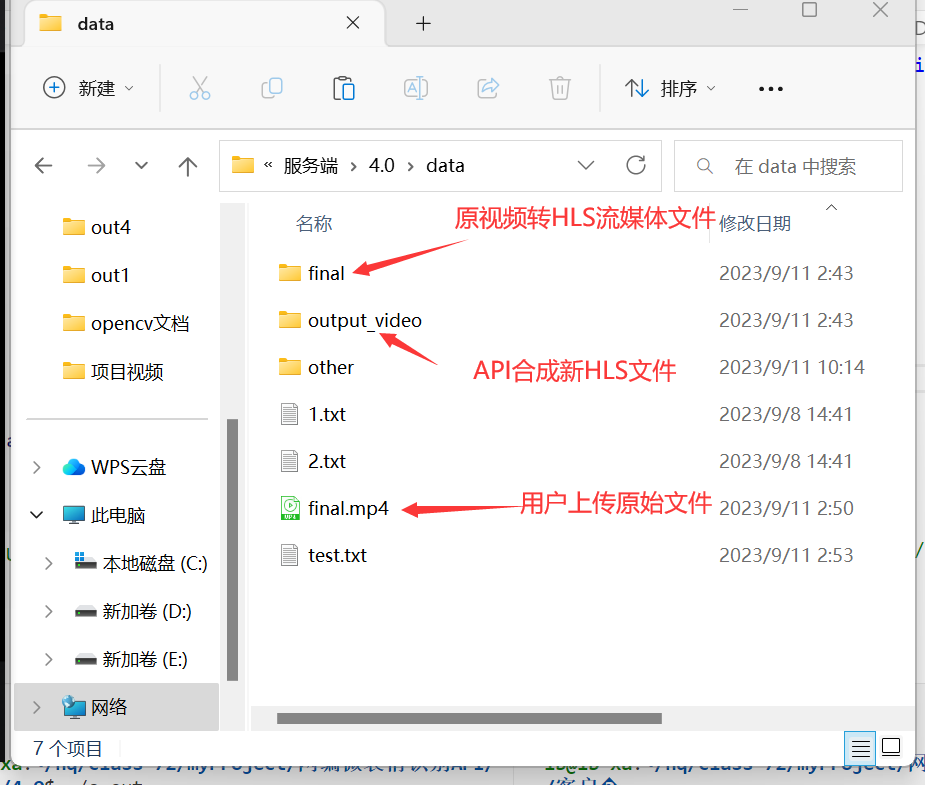 data
新建
排序
« 服务端 › 4.0 › data
在 data 中搜索
out4
out1
opencv文档
项目视频
WPS云盘
此电脑
本地磁盘 (C:)
新加卷 (D:)
新加卷 (E:)
网络
名称 修改日期
原视频转HLS流媒体文件
final 2023/9/11 2:43
output_video 2023/9/11 2:43
API合成新HLS文件
other 2023/9/11 10:14
1.txt 2023/9/8 14:41
2.txt 2023/9/8 14:41
final.mp4 2023/9/11 2:50
用户上传原始文件
test.txt 2023/9/11 2:53
7 个项目